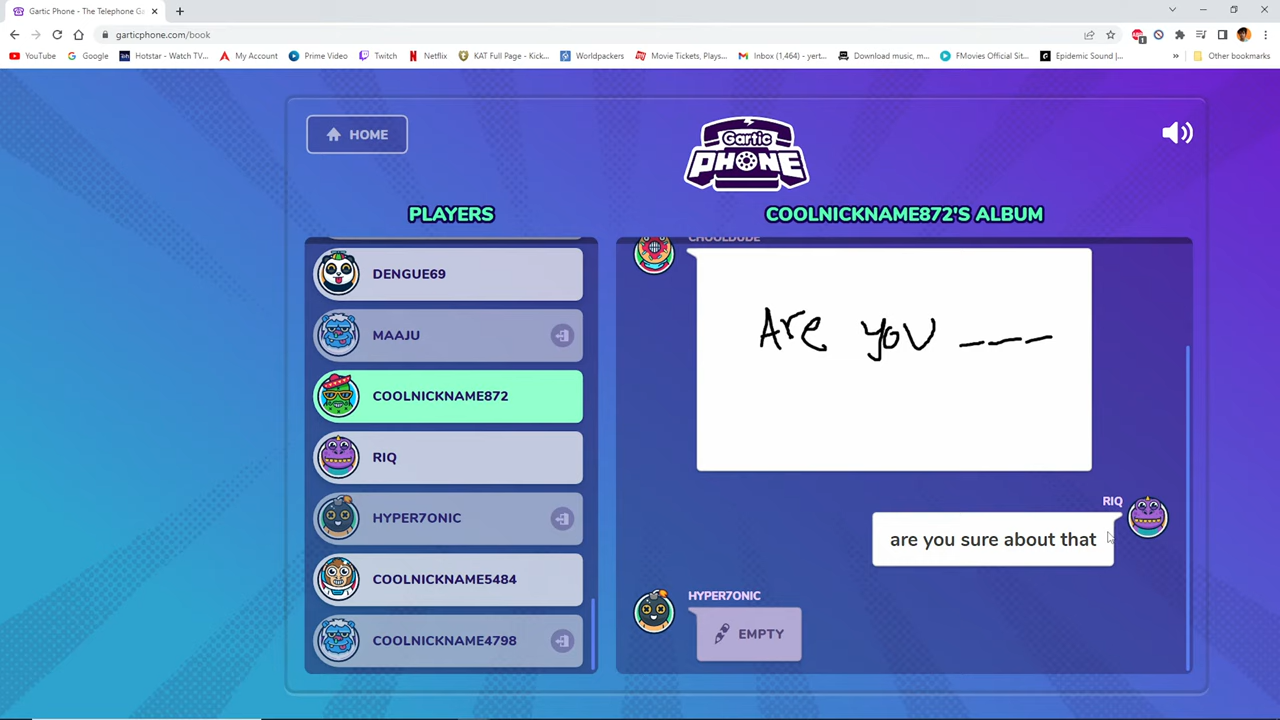 Gartic Phone - The Telephone Ga
garticphone.com/book
YouTube
Google
Hotstar - Watch TV...
My Account
Prime Video
Twitch
Netflix
KAT Full Page - Kick...
Worldpackers
Movie Tickets, Plays...
Inbox (1,464) - yert...
Download music, m...
FMovies Official Sit...
Epidemic Sound |...
Other bookmarks
HOME
Gartic
PHONE
PLAYERS
DENGUE69
MAAJU
COOLNICKNAME872
RIQ
HYPER7ONIC
COOLNICKNAME5484
COOLNICKNAME4798
COOLNICKNAME872'S ALBUM
CHOOLDUDE
Are you _ _ _
RIQ
are you sure about that
HYPER7ONIC
EMPTY